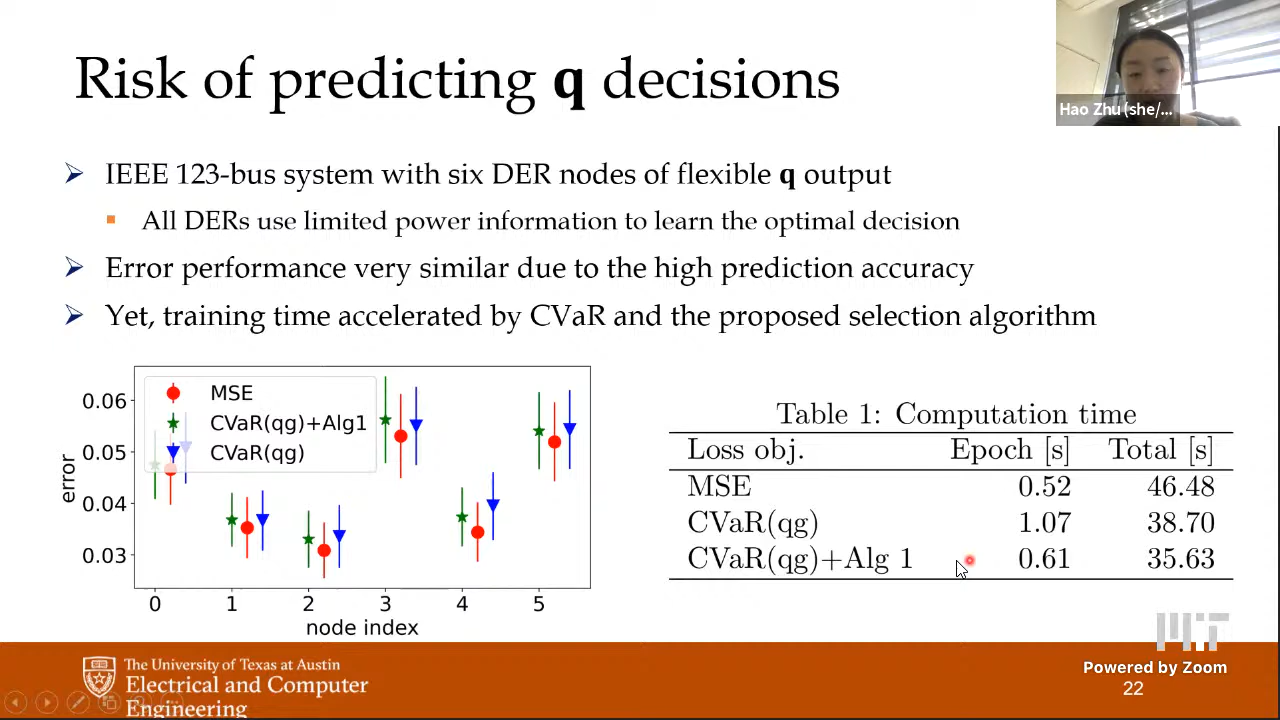 Risk of predicting q decisions
Hao Zhu (she/...
IEEE 123-bus system with six DER nodes of flexible q output
All DERs use limited power information to learn the optimal decision
Error performance very similar due to the high prediction accuracy
Yet, training time accelerated by CVaR and the proposed selection algorithm
MSE
CVaR(qg)+Alg1
CVaR(qg)
0.06
0.05
0.04
0.03
error
0 1 2 3 4 5
node index
Table 1: Computation time
Loss obj. Epoch [s] Total [s]
MSE 0.52 46.48
CVaR(qg) 1.07 38.70
CVaR(qg)+Alg 1 0.61 35.63
MIT
Powered by Zoom
The University of Texas at Austin
Electrical and Computer
Engineering
22